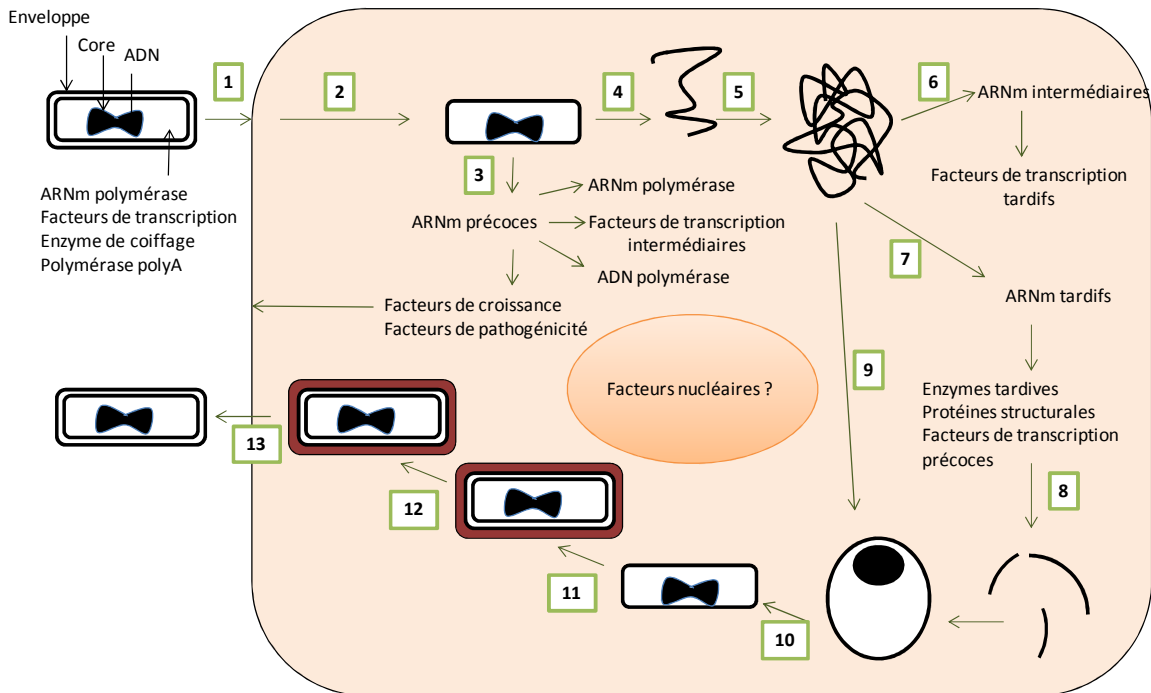 Enveloppe
Core
ADN
1
2
3
4
5
6
ARNm intermédiaires
Facteurs de transcription
tardifs
ARNm polymérase
Facteurs de transcription
Enzyme de coiffage
Polymérase polyA
ARNm précoces
ARNm polymérase
Facteurs de transcription
intermédiaires
ADN polymérase
Facteurs de croissance
Facteurs de pathogénicité
7
ARNm tardifs
Enzymes tardives
Protéines structurales
Facteurs de transcription
précoces
8
9
Facteurs nucléaires ?
10
11
12
13